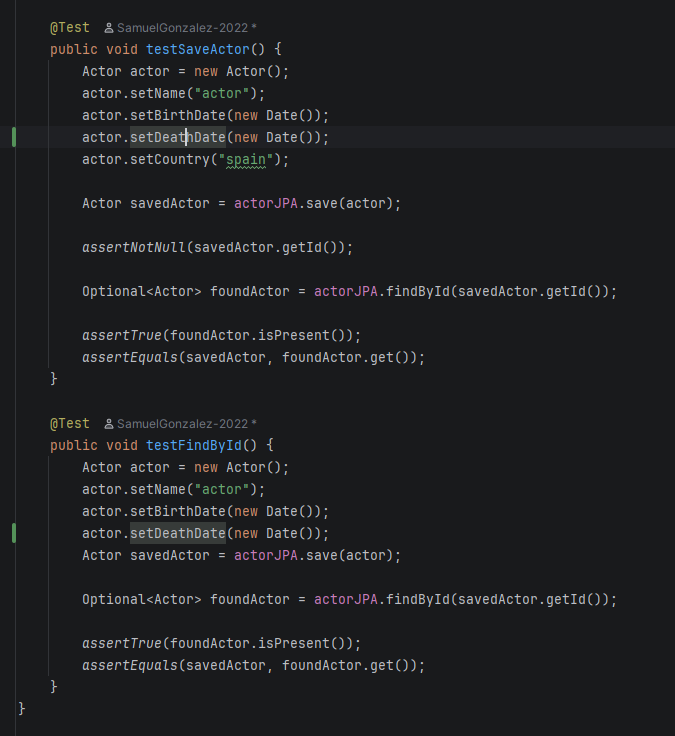 @Test SamuelGonzalez-2022 *
public void testSaveActor() {
Actor actor = new Actor();
actor.setName("actor");
actor.setBirthDate(new Date());
actor.setDeathDate(new Date());
actor.setCountry("spain");
Actor savedActor = actorJPA.save(actor);
assertNotNull(savedActor.getId());
Optional<Actor> foundActor = actorJPA.findById(savedActor.getId());
assertTrue(foundActor.isPresent());
assertEquals(savedActor, foundActor.get());
}
@Test SamuelGonzalez-2022 *
public void testFindById() {
Actor actor = new Actor();
actor.setName("actor");
actor.setBirthDate(new Date());
actor.setDeathDate(new Date());
Actor savedActor = actorJPA.save(actor);
Optional<Actor> foundActor = actorJPA.findById(savedActor.getId());
assertTrue(foundActor.isPresent());
assertEquals(savedActor, foundActor.get());
}
}